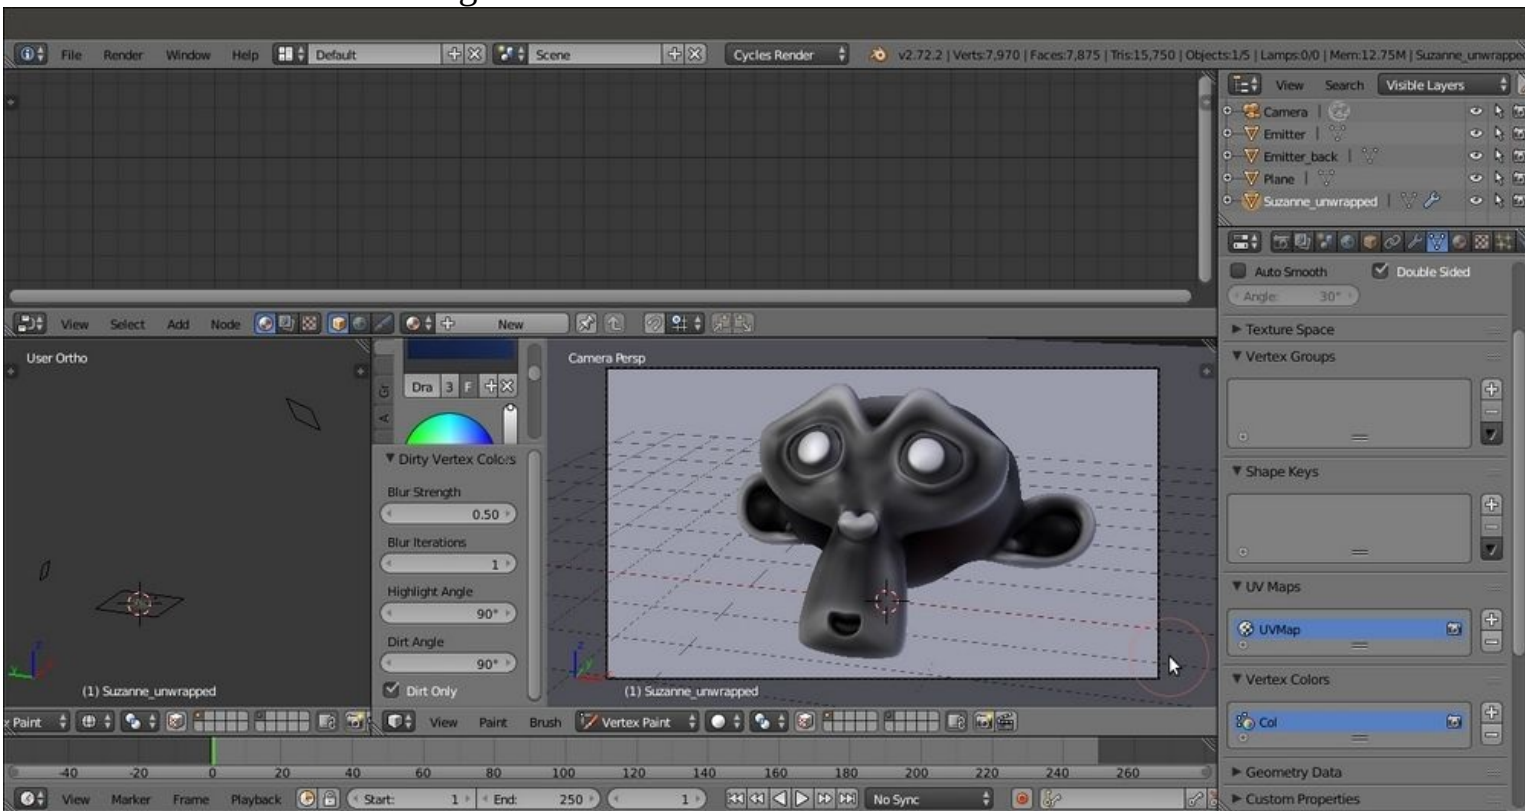 File Render Window Help Default Scene Cycles Render v2.72.2 | Verts:7,970 | Faces:7,875 | Tris:15,750 | Objects:1/5 | Lamps:0/0 | Mem:12.75M | Suzanne_unwrapped
View Search Visible Layers
Camera
Emitter
Emitter_back
Plane
Suzanne_unwrapped
Auto Smooth Double Sided
Angle: 30°
Texture Space
Vertex Groups
Shape Keys
UV Maps
UVMap
Vertex Colors
Col
Geometry Data
Custom Properties
View Select Add Node New
User Ortho
(1) Suzanne_unwrapped
Dra 3 F
Dirty Vertex Colors
Blur Strength
0.50
Blur Iterations
1
Highlight Angle
90°
Dirt Angle
90°
Dirt Only
Camera Persp
(1) Suzanne_unwrapped
Paint View Paint Brush Vertex Paint
-40 -20 0 20 40 60 80 100 120 140 160 180 200 220 240 260
View Marker Frame Playback Start: 1 End: 250 1 No Sync